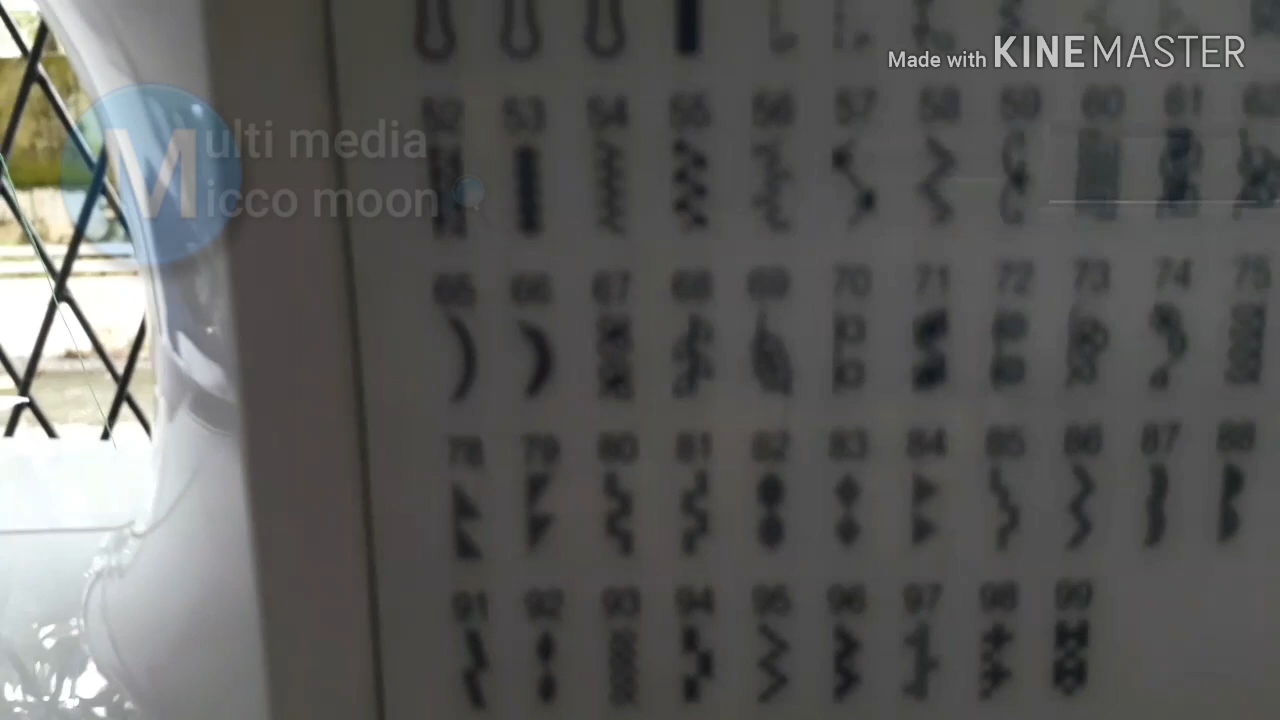 Made with KINEMASTER
Multi media
Micco moon
52 53 54 55 56 57 58 59 60 61
65 66 67 68 69 70 71 72 73 74 75
78 79 80 81 82 83 84 85 86 87 88
91 92 93 94 95 96 97 98 99